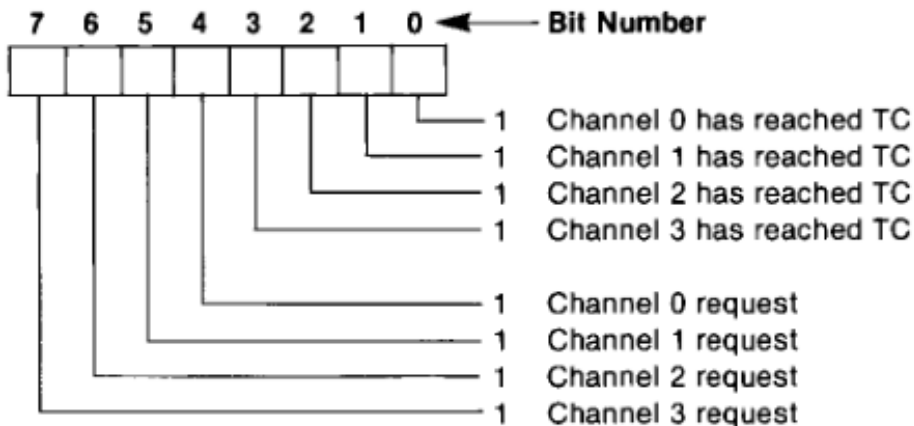 7 6 5 4 3 2 1 0 Bit Number
1 Channel 0 has reached TC
1 Channel 1 has reached TC
1 Channel 2 has reached TC
1 Channel 3 has reached TC
1 Channel 0 request
1 Channel 1 request
1 Channel 2 request
1 Channel 3 request